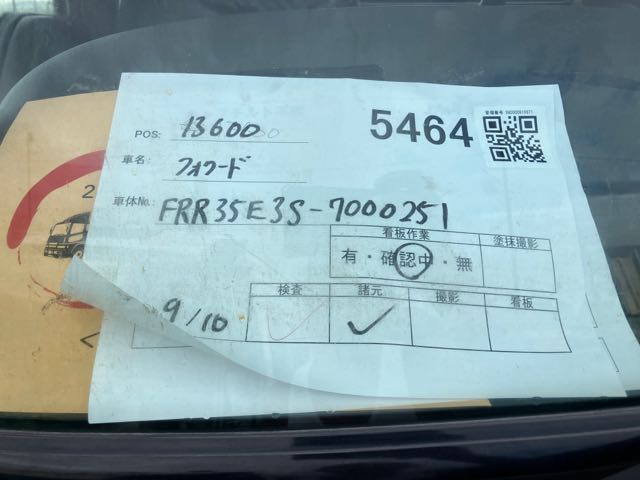 POS: 13600
5464
車名: フォワード
車体No.: FRR35E3S-7000251
看板作業 塗抹撮影
有・確認中・無
検査 諸元 撮影 看板
9/10